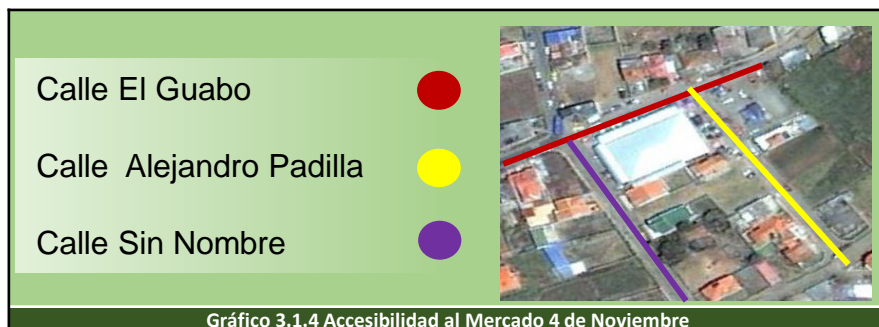 Calle El Guabo
Calle Alejandro Padilla
Calle Sin Nombre
Gráfico 3.1.4 Accesibilidad al Mercado 4 de Noviembre